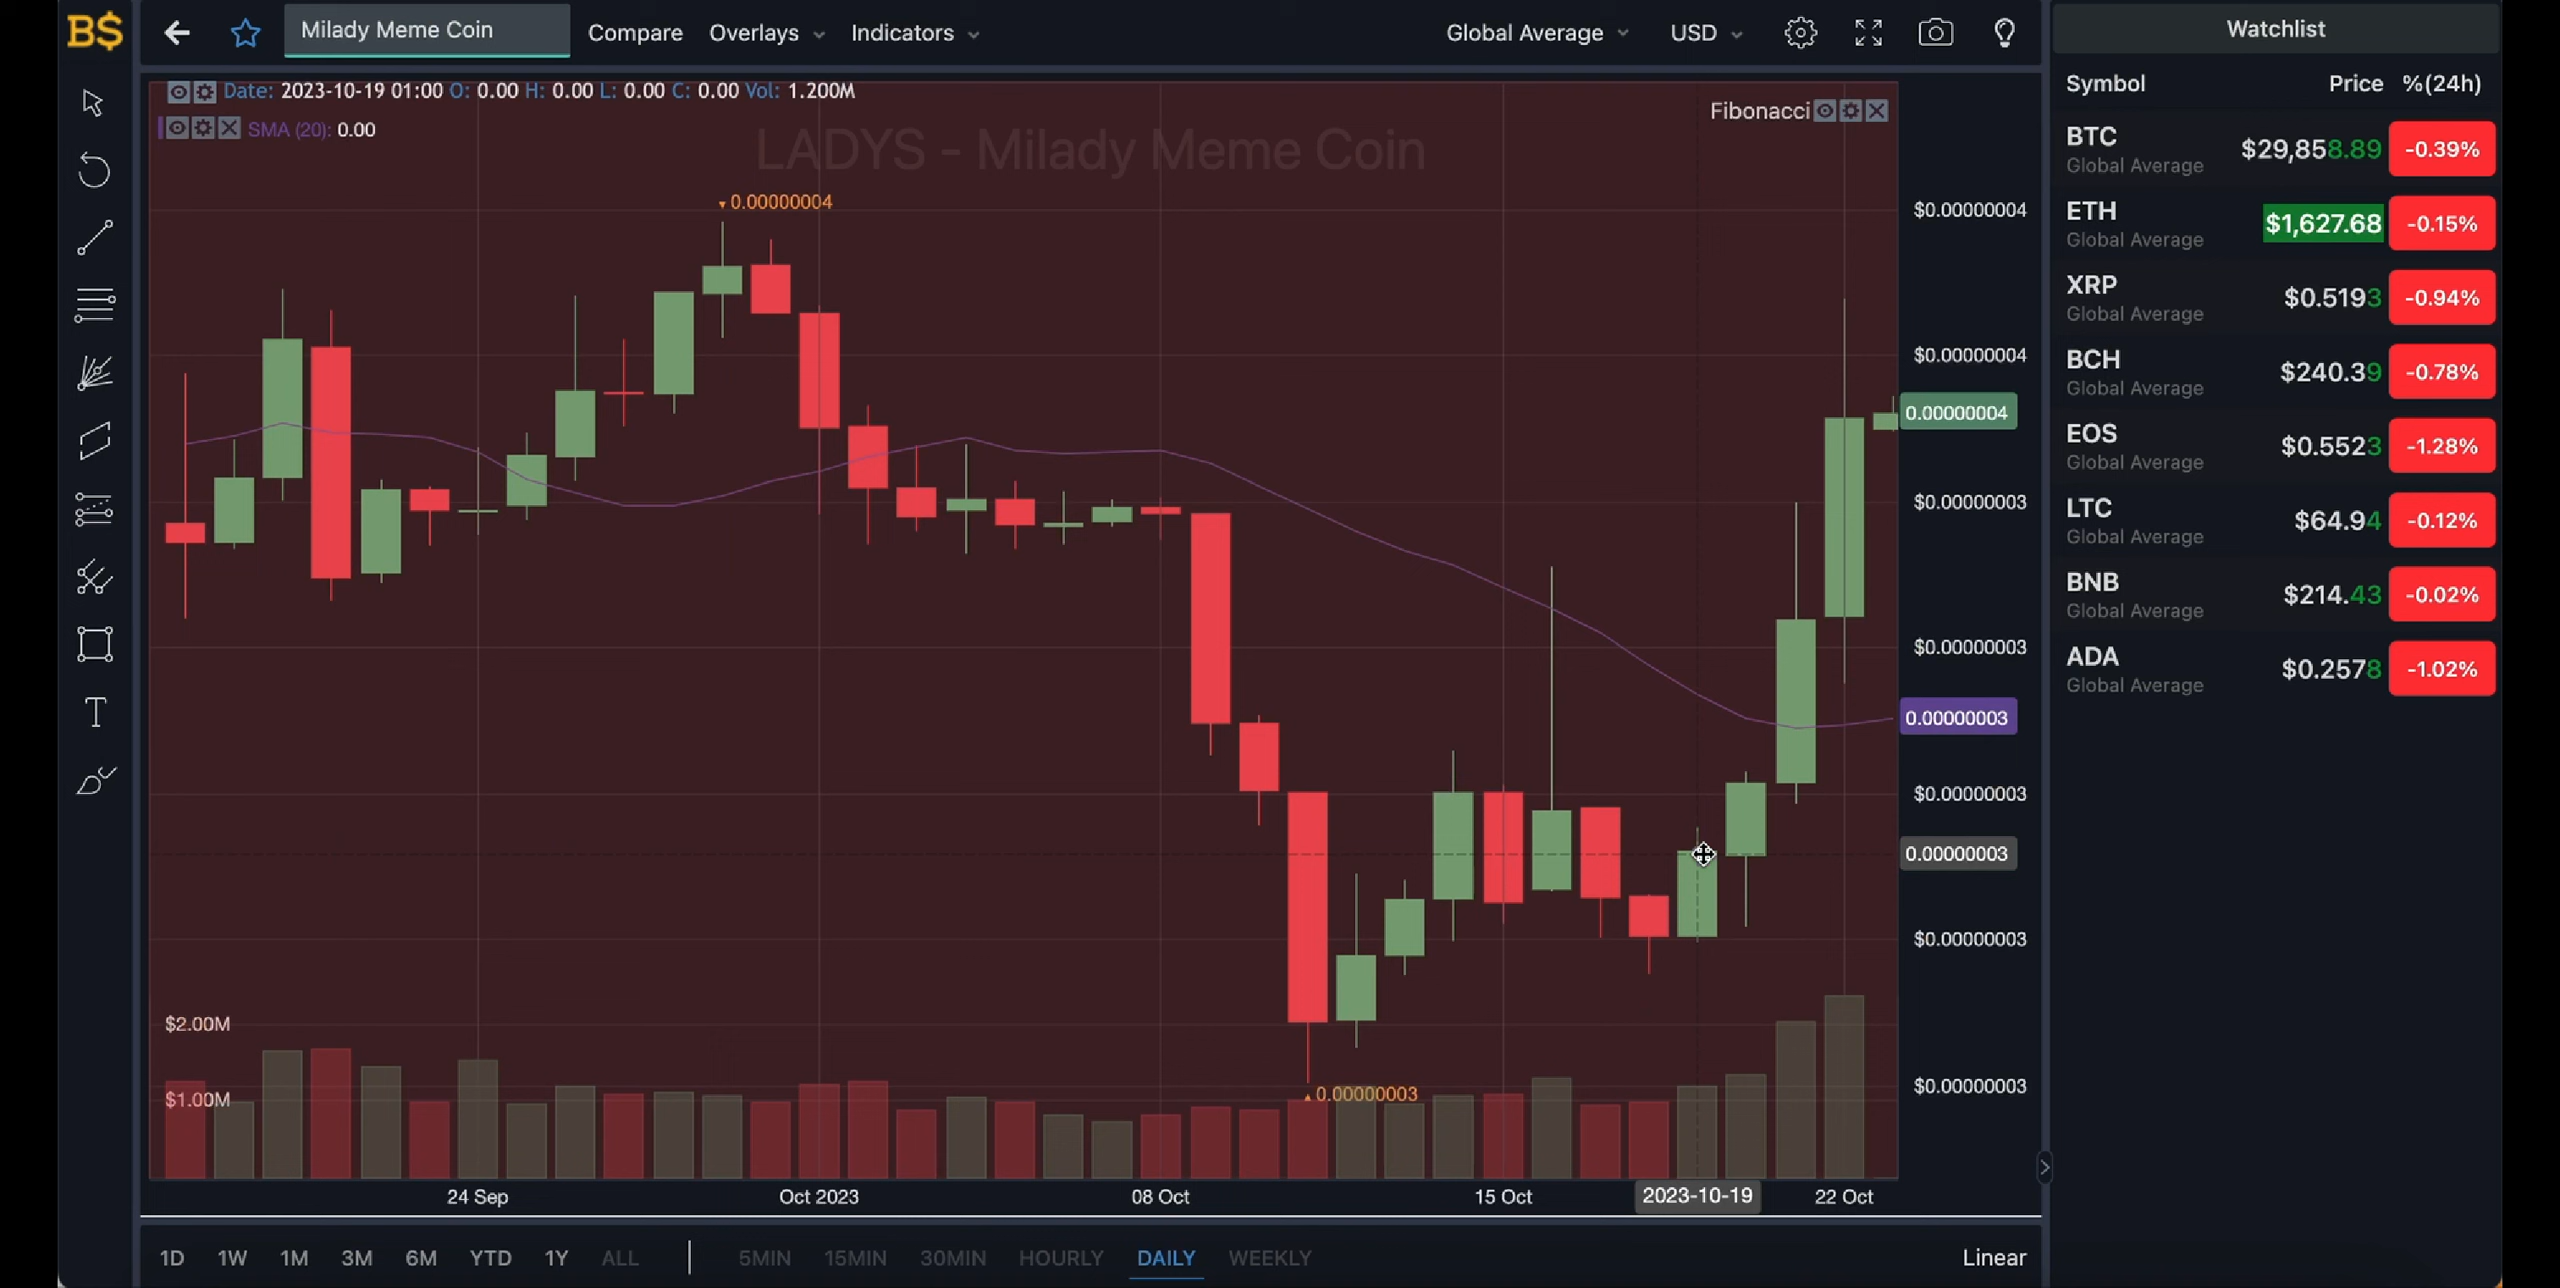 B$
Milady Meme Coin
Compare
Overlays
Indicators
Global Average
USD
Date: 2023-10-19 01:00 O: 0.00 H: 0.00 L: 0.00 C: 0.00 Vol: 1.200M
SMA (20): 0.00
Fibonacci
LADYS - Milady Meme Coin
0.00000004
$0.00000004
$0.00000004
0.00000004
$0.00000003
$0.00000003
0.00000003
$0.00000003
0.00000003
$0.00000003
$0.00000003
0.00000003
$2.00M
$1.00M
24 Sep
Oct 2023
08 Oct
15 Oct
2023-10-19
22 Oct
1D 1W 1M 3M 6M YTD 1Y ALL
5MIN 15MIN 30MIN HOURLY DAILY WEEKLY
Linear
Watchlist
Symbol Price %(24h)
BTC $29,858.89 -0.39%
Global Average
ETH $1,627.68 -0.15%
Global Average
XRP $0.5193 -0.94%
Global Average
BCH $240.39 -0.78%
Global Average
EOS $0.5523 -1.28%
Global Average
LTC $64.94 -0.12%
Global Average
BNB $214.43 -0.02%
Global Average
ADA $0.2578 -1.02%
Global Average